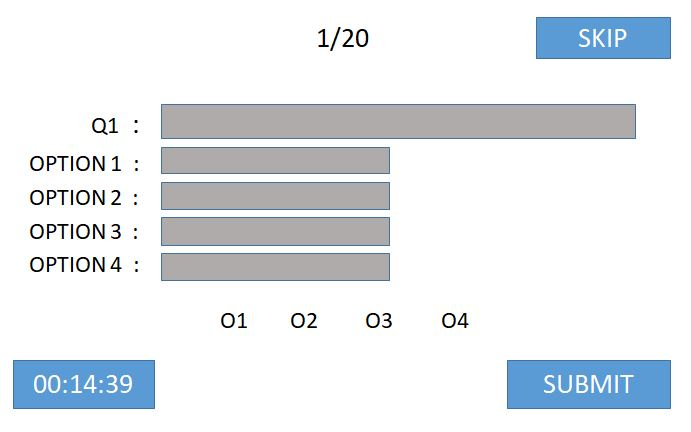 1/20 SKIP
Q1 :
OPTION 1 :
OPTION 2 :
OPTION 3 :
OPTION 4 :
O1 O2 O3 O4
00:14:39 SUBMIT